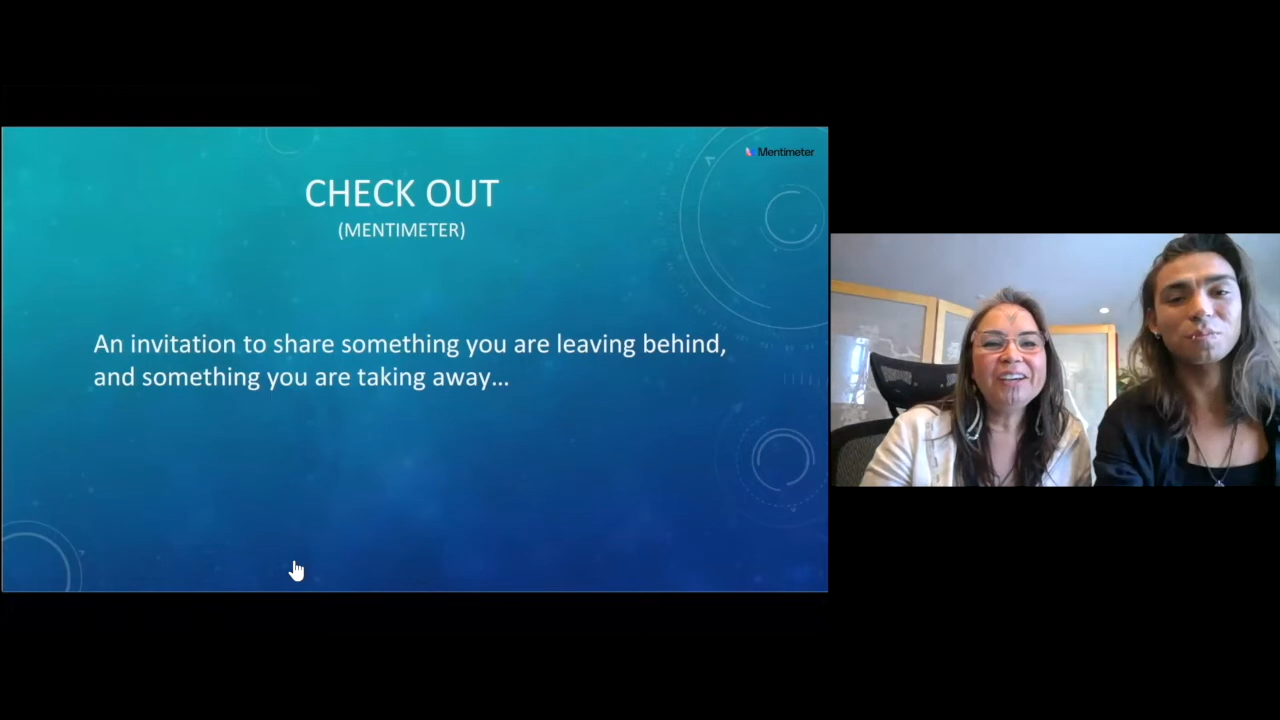 Mentimeter
CHECK OUT
(MENTIMETER)
An invitation to share something you are leaving behind,
and something you are taking away...